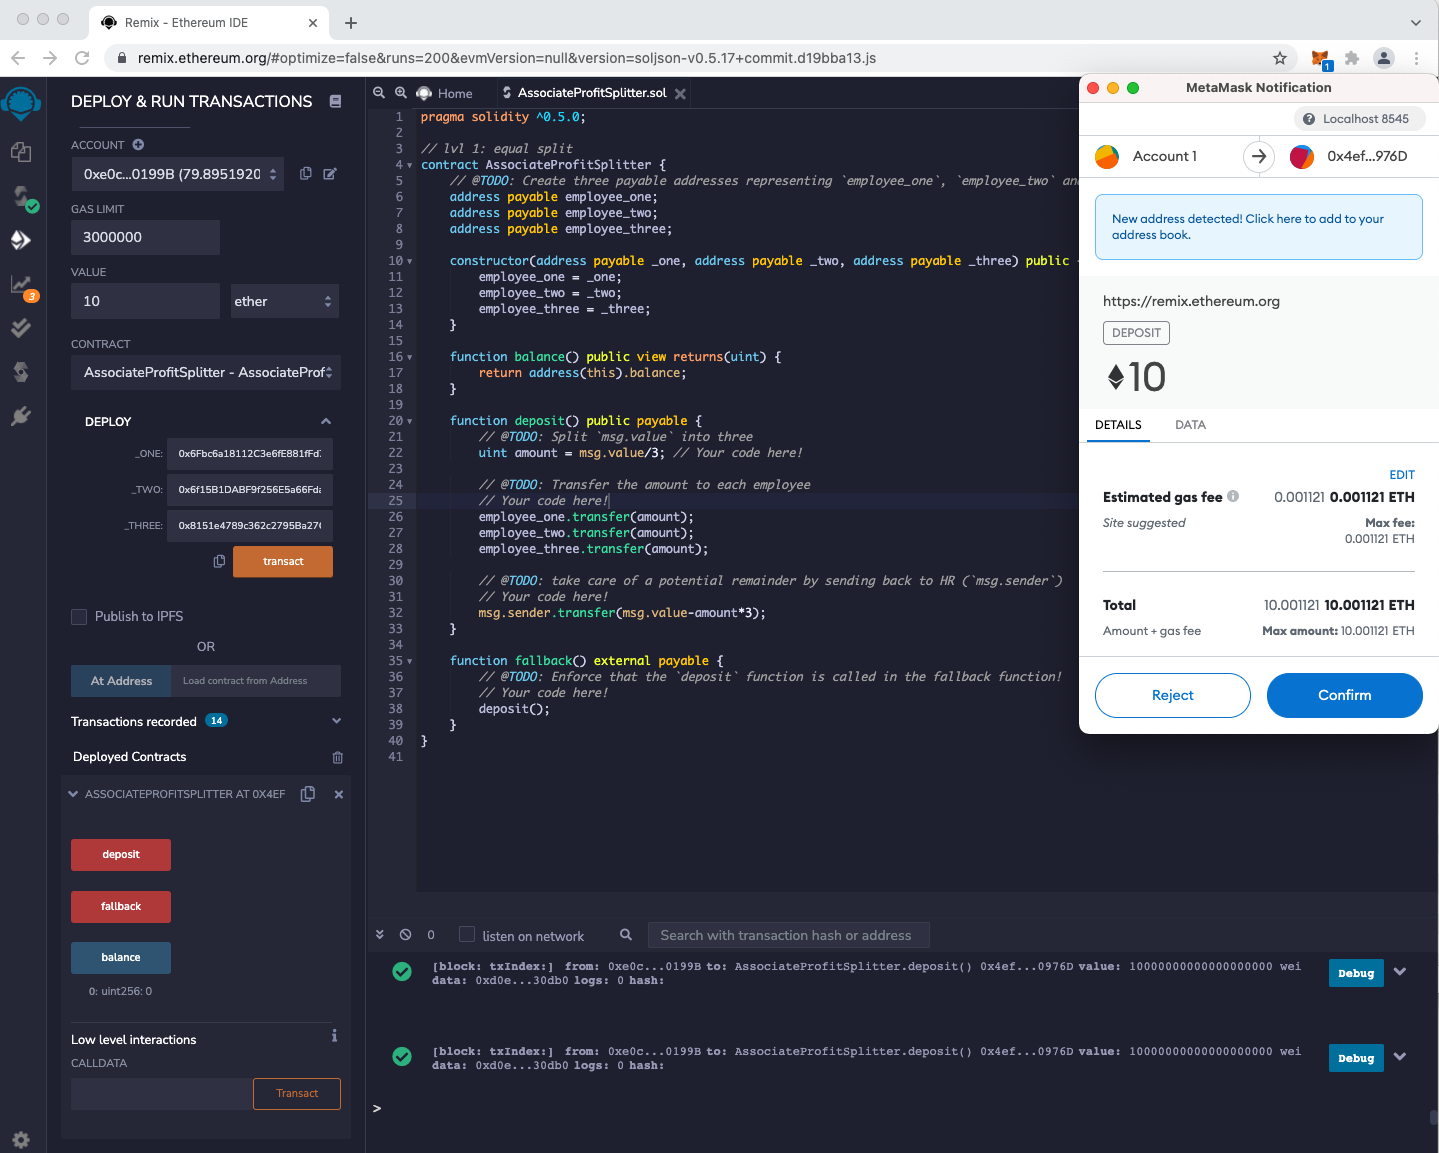 Remix - Ethereum IDE
remix.ethereum.org/#optimize=false&runs=200&evmVersion=null&version=soljson-v0.5.17+commit.d19bba13.js
1
DEPLOY & RUN TRANSACTIONS
ACCOUNT
0xe0c...0199B (79.8951920
GAS LIMIT
3000000
VALUE
10
ether
3
CONTRACT
AssociateProfitSplitter - AssociateProf
DEPLOY
_ONE:
0x6Fbc6a18112C3e6fE881fFd
_TWO:
0x6f15B1DABF9f256E5a66Fd
_THREE:
0x8151e4789c362c2795Ba27
transact
Publish to IPFS
OR
At Address
Load contract from Address
Transactions recorded 14
Deployed Contracts
ASSOCIATEPROFITSPLITTER AT 0X4EF
deposit
fallback
balance
0: uint256: 0
Low level interactions
i
CALLDATA
Transact
Home
AssociateProfitSplitter.sol
1 pragma solidity ^0.5.0;
2
3 // lvl 1: equal split
4 contract AssociateProfitSplitter {
5 // @TODO: Create three payable addresses representing `employee_one`, `employee_two` and
6 address payable employee_one;
7 address payable employee_two;
8 address payable employee_three;
9
10 constructor(address payable _one, address payable _two, address payable _three) public
11 employee_one = _one;
12 employee_two = _two;
13 employee_three = _three;
14 }
15
16 function balance() public view returns(uint) {
17 return address(this).balance;
18 }
19
20 function deposit() public payable {
21 // @TODO: Split `msg.value` into three
22 uint amount = msg.value/3; // Your code here!
23
24 // @TODO: Transfer the amount to each employee
25 // Your code here!
26 employee_one.transfer(amount);
27 employee_two.transfer(amount);
28 employee_three.transfer(amount);
29
30 // @TODO: take care of a potential remainder by sending back to HR (`msg.sender`)
31 // Your code here!
32 msg.sender.transfer(msg.value-amount*3);
33 }
34
35 function fallback() external payable {
36 // @TODO: Enforce that the `deposit` function is called in the fallback function!
37 // Your code here!
38 deposit();
39 }
40 }
41
0
listen on network
Search with transaction hash or address
[block: txIndex:] from: 0xe0c...0199B to: AssociateProfitSplitter.deposit() 0x4ef...0976D value: 10000000000000000000 wei
data: 0xd0e...30db0 logs: 0 hash:
Debug
[block: txIndex:] from: 0xe0c...0199B to: AssociateProfitSplitter.deposit() 0x4ef...0976D value: 10000000000000000000 wei
data: 0xd0e...30db0 logs: 0 hash:
Debug
>
MetaMask Notification
Localhost 8545
Account 1
0x4ef...976D
New address detected! Click here to add to your
address book.
https://remix.ethereum.org
DEPOSIT
10
DETAILS
DATA
EDIT
Estimated gas fee 0.001121 0.001121 ETH
Site suggested
Max fee:
0.001121 ETH
Total 10.001121 10.001121 ETH
Amount + gas fee
Max amount: 10.001121 ETH
Reject
Confirm